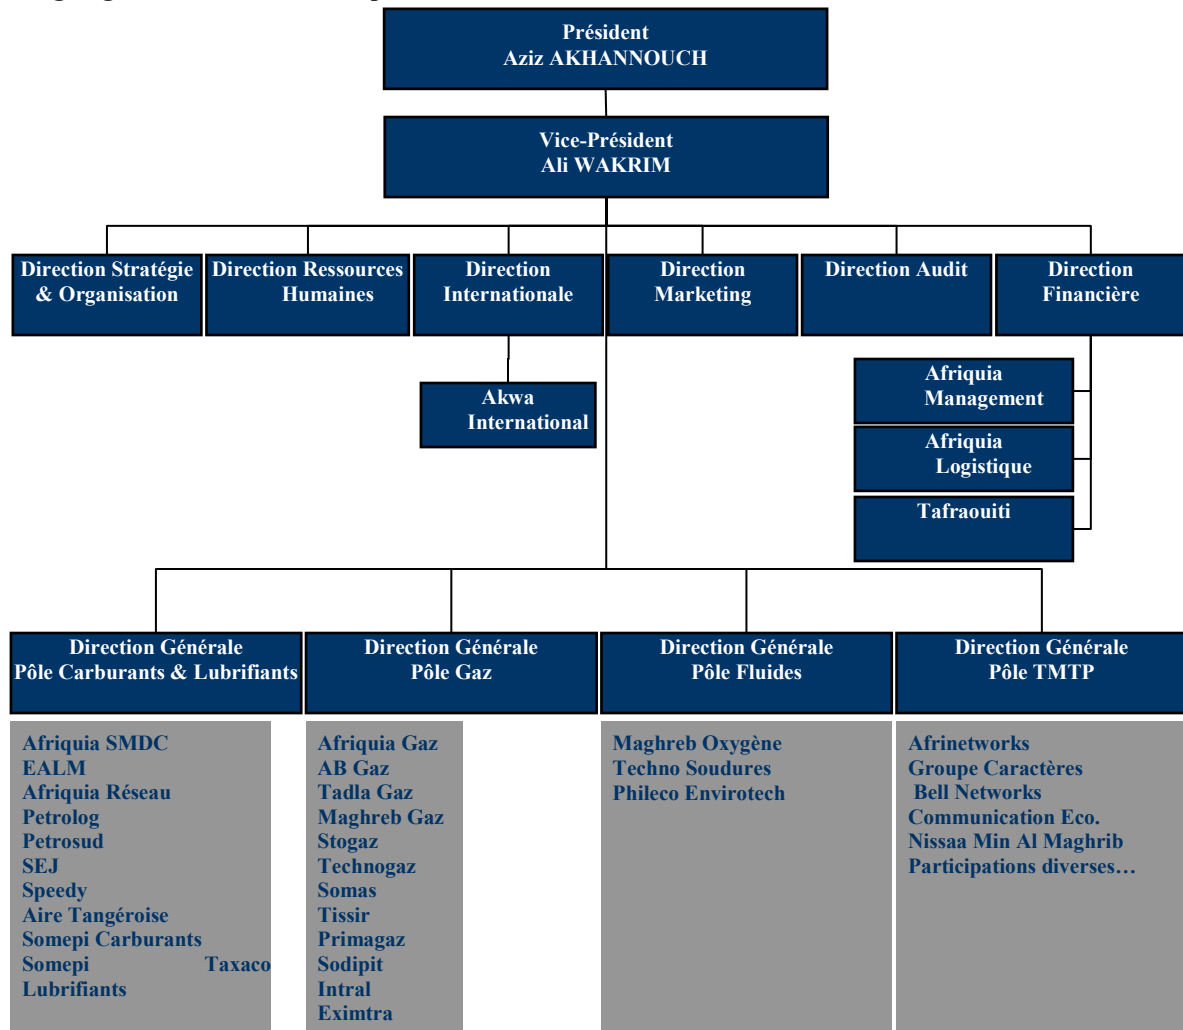 Président
Aziz AKHANNOUCH
Vice-Président
Ali WAKRIM
Direction Stratégie
& Organisation
Direction Ressources
Humaines
Direction
Internationale
Direction
Marketing
Direction Audit
Direction
Financière
Akwa
International
Afriquia
Management
Afriquia
Logistique
Tafraouiti
Direction Générale
Pôle Carburants & Lubrifiants
Direction Générale
Pôle Gaz
Direction Générale
Pôle Fluides
Direction Générale
Pôle TMTP
Afriquia SMDC
EALM
Afriquia Réseau
Petrolog
Petrosud
SEJ
Speedy
Aire Tangéroise
Somepi Carburants
Somepi Taxaco
Lubrifiants
Afriquia Gaz
AB Gaz
Tadla Gaz
Maghreb Gaz
Stogaz
Technogaz
Somas
Tissir
Primagaz
Sodipit
Intral
Eximtra
Maghreb Oxygène
Techno Soudures
Phileco Envirotech
Afrinetworks
Groupe Caractères
Bell Networks
Communication Eco.
Nissaa Min Al Maghrib
Participations diverses…